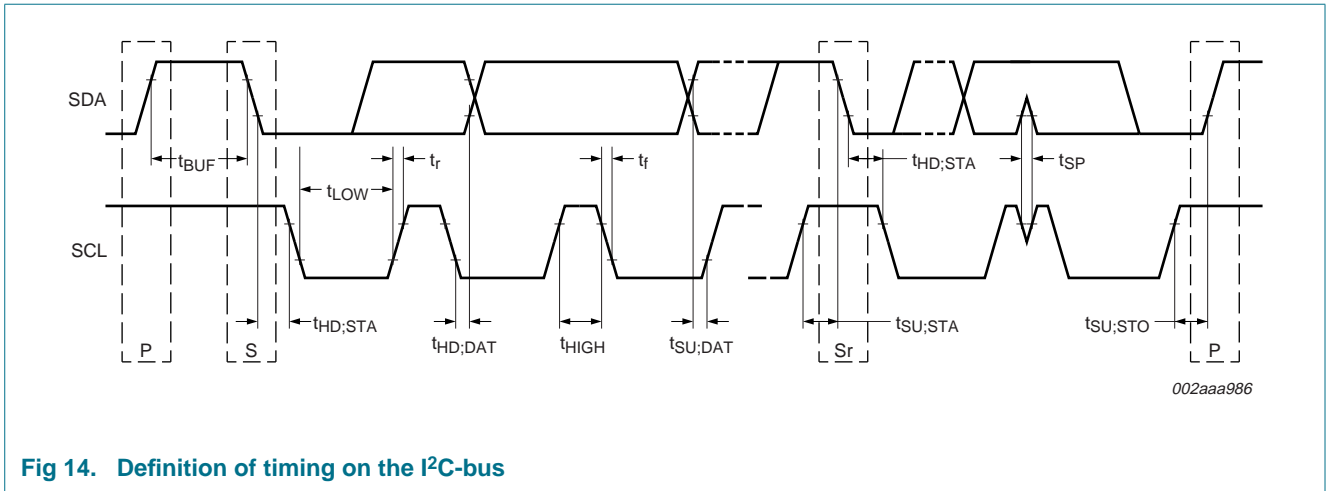 SDA
tBUF
tLOW
tr
tf
tHD;STA
tSP
SCL
tHD;STA
tHD;DAT
tHIGH
tSU;DAT
tSU;STA
tSU;STO
P
S
Sr
P
002aaa986
Fig 14. Definition of timing on the I²C-bus